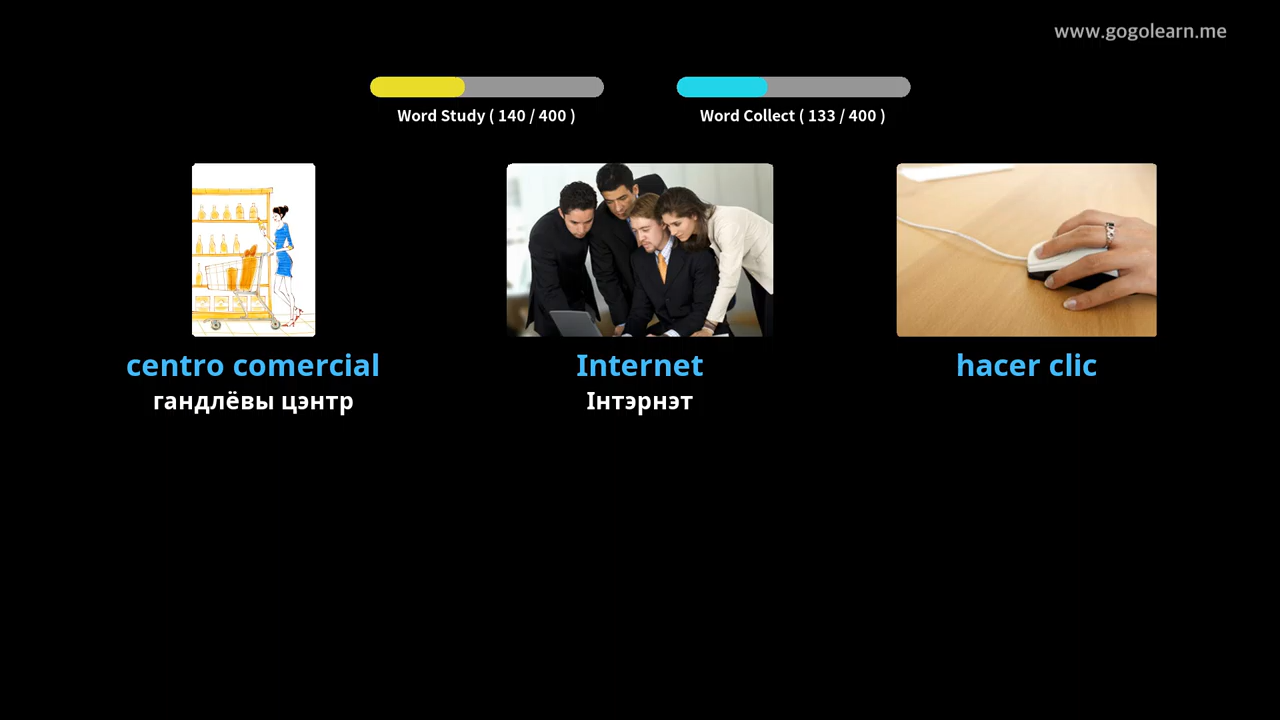 www.gogolearn.me
Word Study ( 140 / 400 )
Word Collect ( 133 / 400 )
centro comercial
гандлёвы цэнтр
Internet
Інтэрнэт
hacer clic